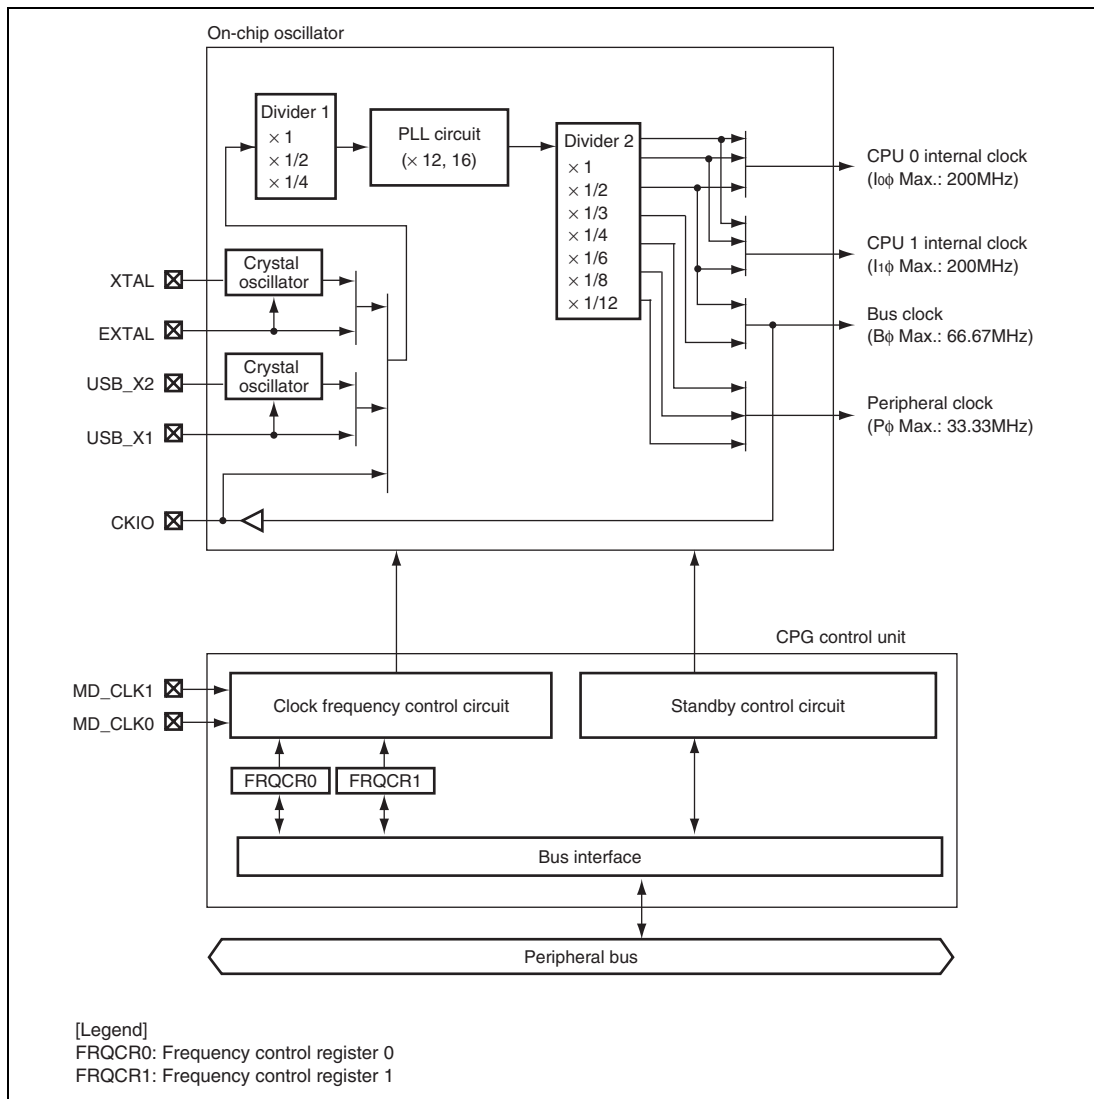 On-chip oscillator
Divider 1
× 1
× 1/2
× 1/4
PLL circuit
(× 12, 16)
Divider 2
× 1
× 1/2
× 1/3
× 1/4
× 1/6
× 1/8
× 1/12
CPU 0 internal clock
(I0ϕ Max.: 200MHz)
CPU 1 internal clock
(I1ϕ Max.: 200MHz)
Bus clock
(Bϕ Max.: 66.67MHz)
Peripheral clock
(Pϕ Max.: 33.33MHz)
XTAL
Crystal
oscillator
EXTAL
USB_X2
Crystal
oscillator
USB_X1
CKIO
CPG control unit
MD_CLK1
MD_CLK0
Clock frequency control circuit
Standby control circuit
FRQCR0
FRQCR1
Bus interface
Peripheral bus
[Legend]
FRQCR0: Frequency control register 0
FRQCR1: Frequency control register 1